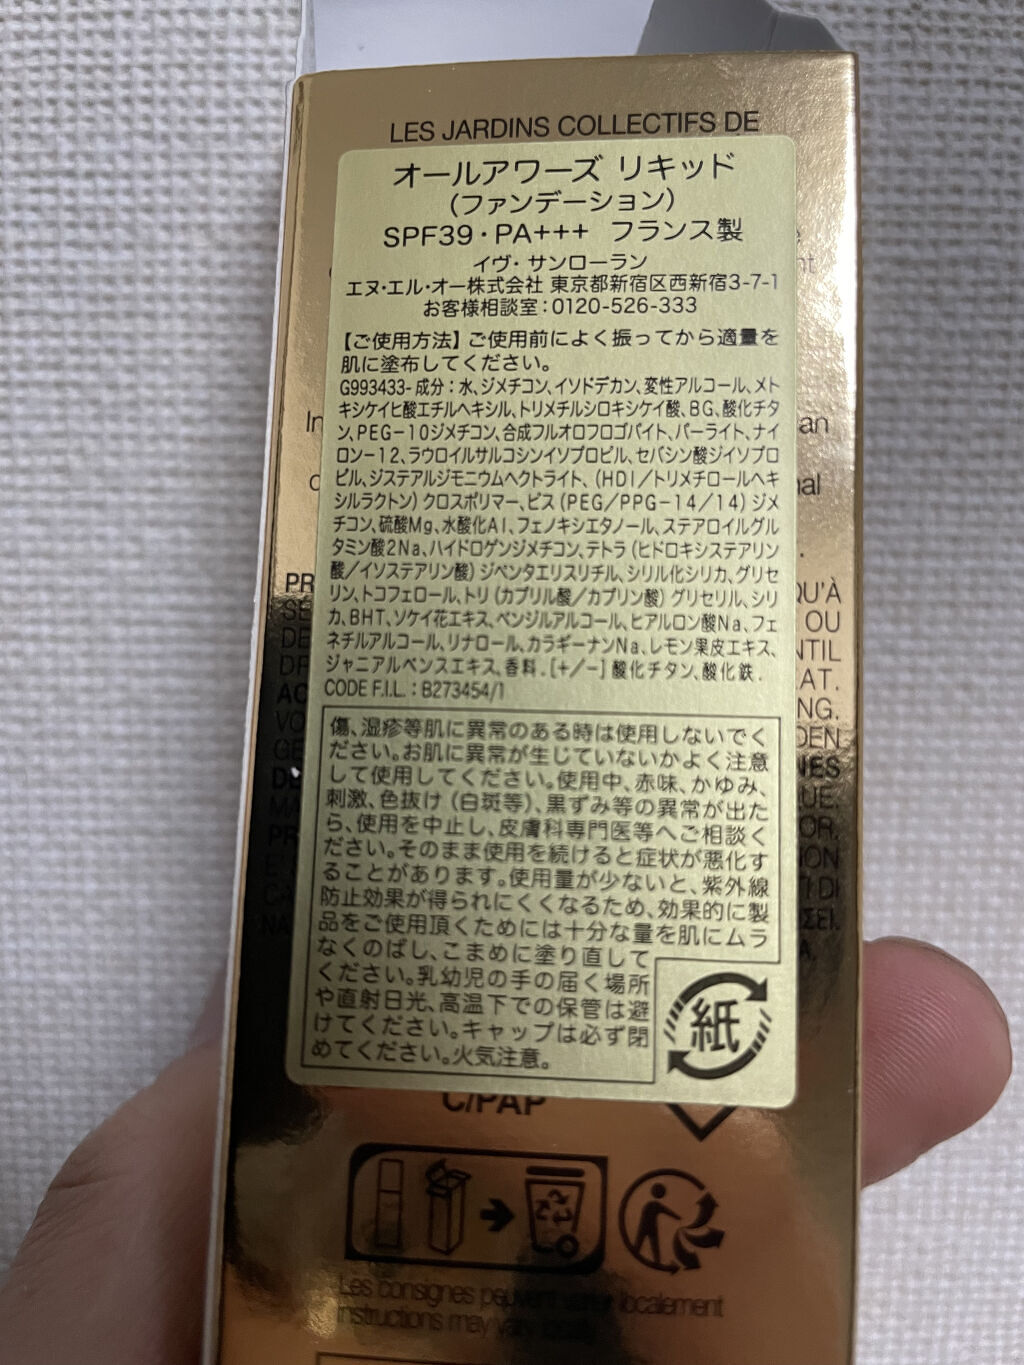 LES JARDINS COLLECTIFS DE
オールアワーズ リキッド
(ファンデーション)
SPF39・PA+++ フランス製
イヴ・サンローラン
エヌ・エル・オー株式会社 東京都新宿区西新宿3-7-1
お客様相談室:0120-526-333
【ご使用方法】ご使用前によく振ってから適量を
肌に塗布してください。
G993433- 成分:水、ジメチコン、イソドデカン、変性アルコール、メト
キシケイヒ酸エチルヘキシル、トリメチルシロキシケイ酸、BG、酸化チタ
ン、PEG-10ジメチコン、合成フルオロフロゴパイト、パーライト、ナイ
ロン-12、ラウロイルサルコシンイソプロピル、セバシン酸ジイソプロ
ピル、ジステアルジモニウムヘクトライト、(HDI/トリメチロールヘキ
シルラクトン)クロスポリマー、ビス(PEG/PPG-14/14)ジメ
チコン、硫酸Mg、水酸化Al、フェノキシエタノール、ステアロイルグル
タミン酸2Na、ハイドロゲンジメチコン、テトラ(ヒドロキシステアリン
酸/イソステアリン酸)ジペンタエリスリチル、シリル化シリカ、グリセ
リン、トコフェロール、トリ(カプリル酸/カプリン酸)グリセリル、シリ
カ、BHT、ソケイ花エキス、ベンジルアルコール、ヒアルロン酸Na、フェ
ネチルアルコール、リナロール、カラギーナンNa、レモン果皮エキス、
ジャニアルベンスエキス、香料.[+/-]酸化チタン、酸化鉄.
CODE F.I.L. : B273454/1
傷、湿疹等肌に異常のある時は使用しないでく
ださい。お肌に異常が生じていないかよく注意
して使用してください。使用中、赤味、かゆみ、
刺激、色抜け(白斑等)、黒ずみ等の異常が出た
ら、使用を中止し、皮膚科専門医等へご相談く
ださい。そのまま使用を続けると症状が悪化す
ることがあります。使用量が少ないと、紫外線
防止効果が得られにくくなるため、効果的に製
品をご使用頂くためには十分な量を肌にムラ
なくのばし、こまめに塗り直して
ください。乳幼児の手の届く場所
や直射日光、高温下での保管は避
けてください。キャップは必ず閉
めてください。火気注意。
紙
C/PAP
Les consignes peuvent varier localement
Instructions may vary locally